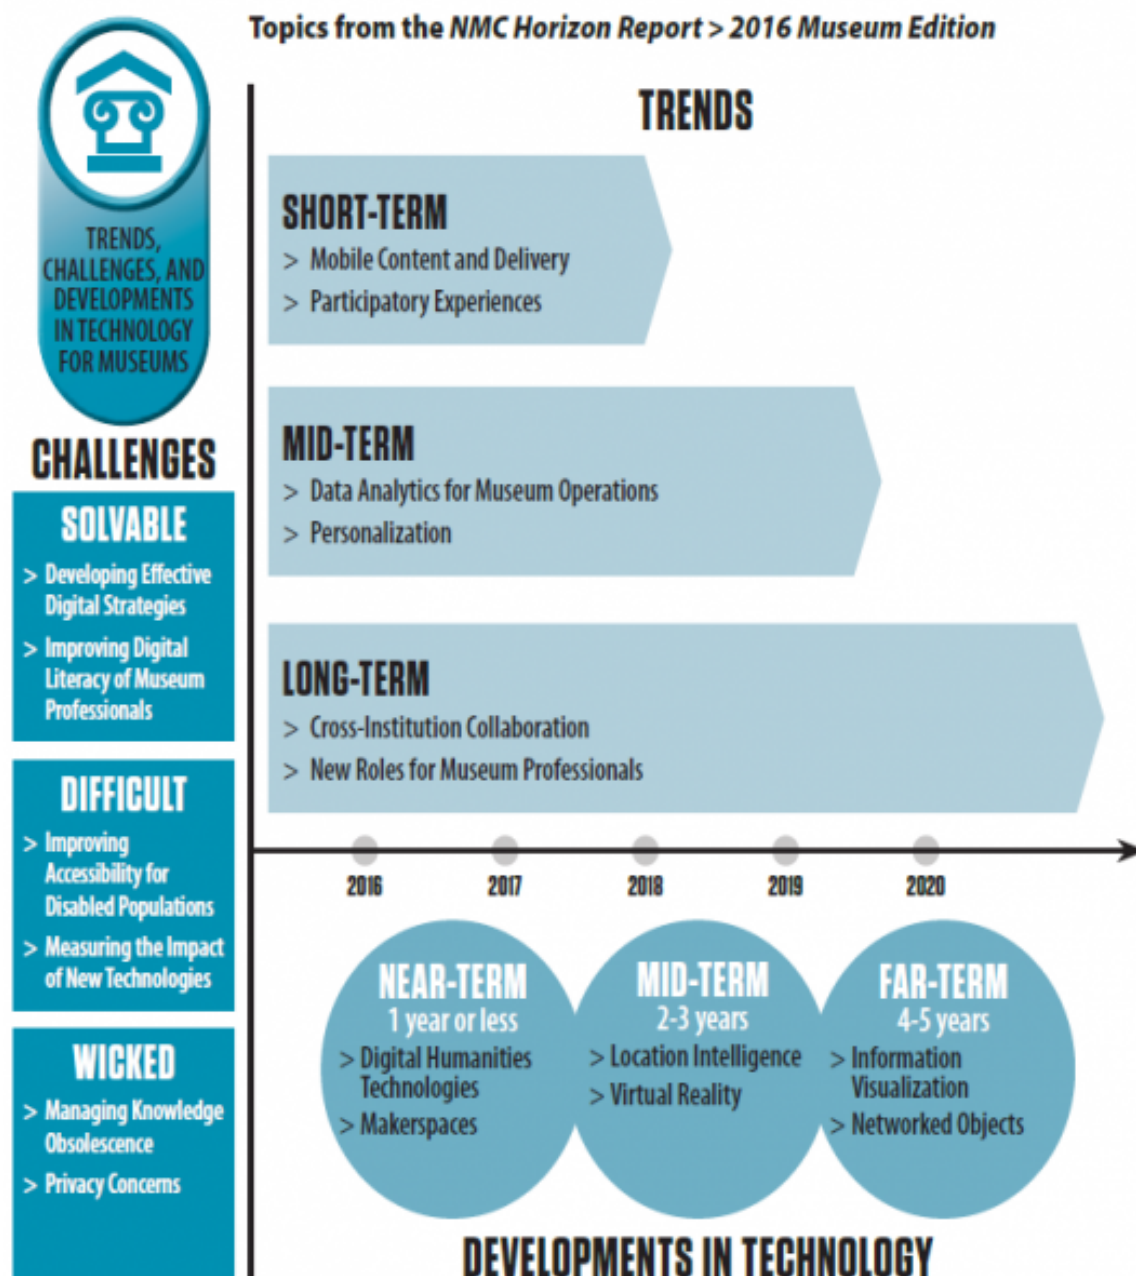 Topics from the NMC Horizon Report > 2016 Museum Edition
TRENDS,
CHALLENGES, AND
DEVELOPMENTS
IN TECHNOLOGY
FOR MUSEUMS
TRENDS
SHORT-TERM
> Mobile Content and Delivery
> Participatory Experiences
MID-TERM
> Data Analytics for Museum Operations
> Personalization
LONG-TERM
> Cross-Institution Collaboration
> New Roles for Museum Professionals
CHALLENGES
SOLVABLE
> Developing Effective
Digital Strategies
> Improving Digital
Literacy of Museum
Professionals
DIFFICULT
> Improving
Accessibility for
Disabled Populations
> Measuring the Impact
of New Technologies
WICKED
> Managing Knowledge
Obsolescence
> Privacy Concerns
2016 2017 2018 2019 2020
NEAR-TERM
1 year or less
> Digital Humanities
Technologies
> Makerspaces
MID-TERM
2-3 years
> Location Intelligence
> Virtual Reality
FAR-TERM
4-5 years
> Information
Visualization
> Networked Objects
DEVELOPMENTS IN TECHNOLOGY